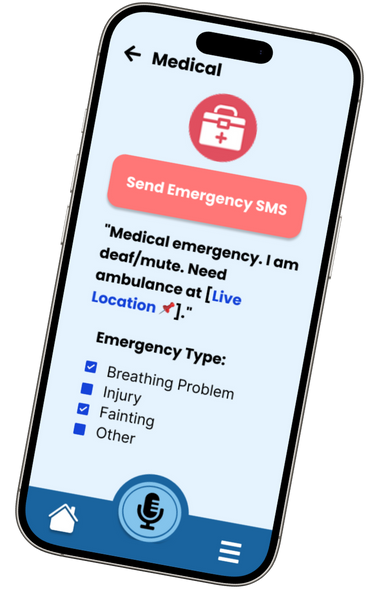 Medical
Send Emergency SMS
"Medical emergency. I am
deaf/mute. Need
ambulance at [Live
Location 📌]."
Emergency Type:
Breathing Problem
Injury
Fainting
Other